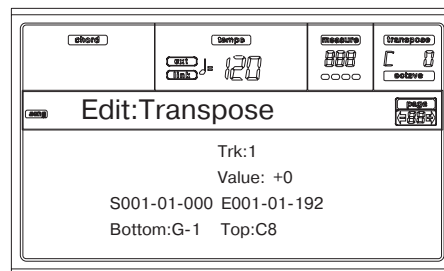 chord tempo measure transpose
ext link ♩= 120 888 C 0
octave
song Edit:Transpose page
88
Trk:1
Value: +0
S001-01-000 E001-01-192
Bottom:G-1 Top:C8